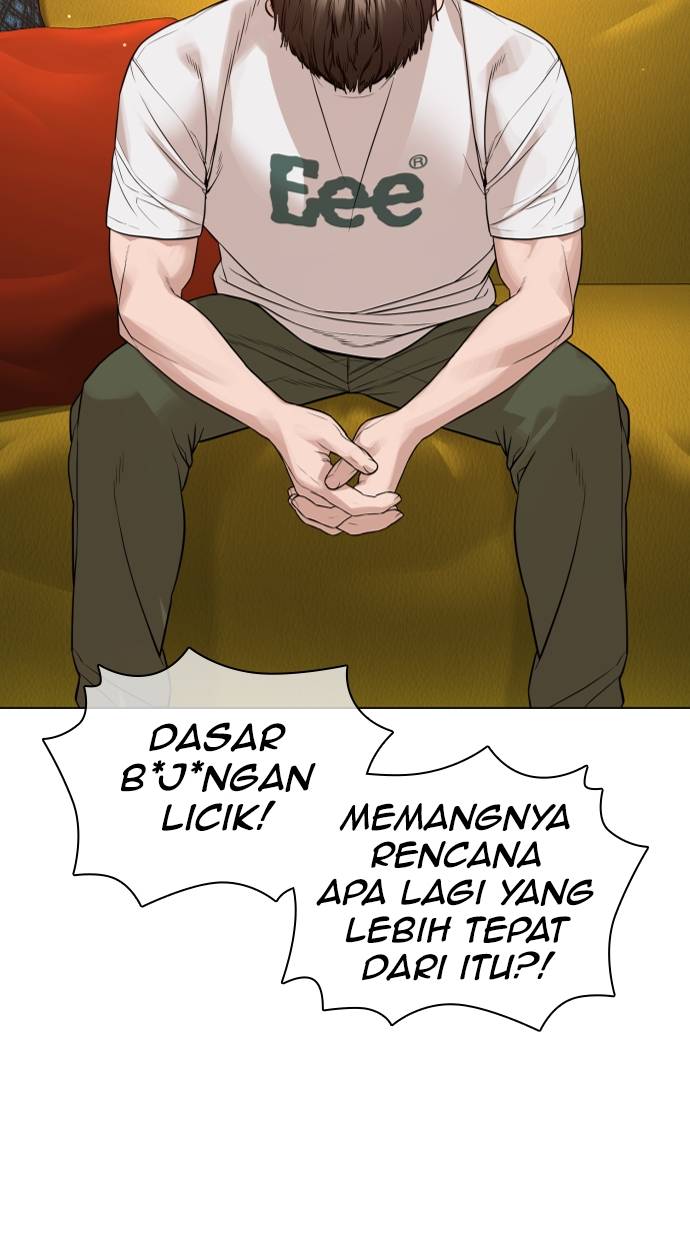 Eee®
DASAR
B*J*NGAN
LICIK!
MEMANGNYA
RENCANA
APA LAGI YANG
LEBIH TEPAT
DARI ITU?!